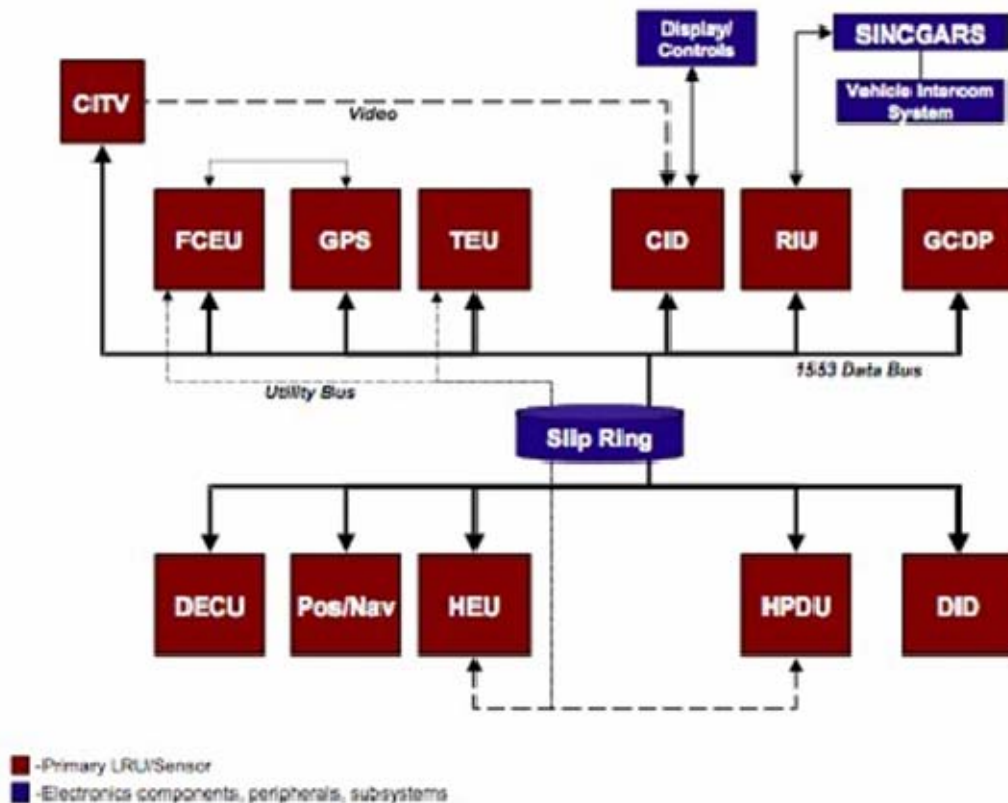 Display/
Controls
SINCGARS
Vehicle Intercom
System
CITV
Video
FCEU
GPS
TEU
CID
RIU
GCDP
1553 Data Bus
Utility Bus
Slip Ring
DECU
Pos/Nav
HEU
HPDU
DID
-Primary LRU/Sensor
-Electronics components, peripherals, subsystems